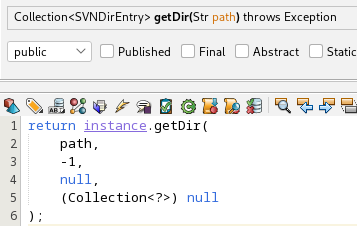 Collection<SVNDirEntry> getDir(Str path) throws Exception
public Published Final Abstract Static
1 return instance.getDir(
2 path,
3 -1,
4 null,
5 (Collection<?>) null
6 );